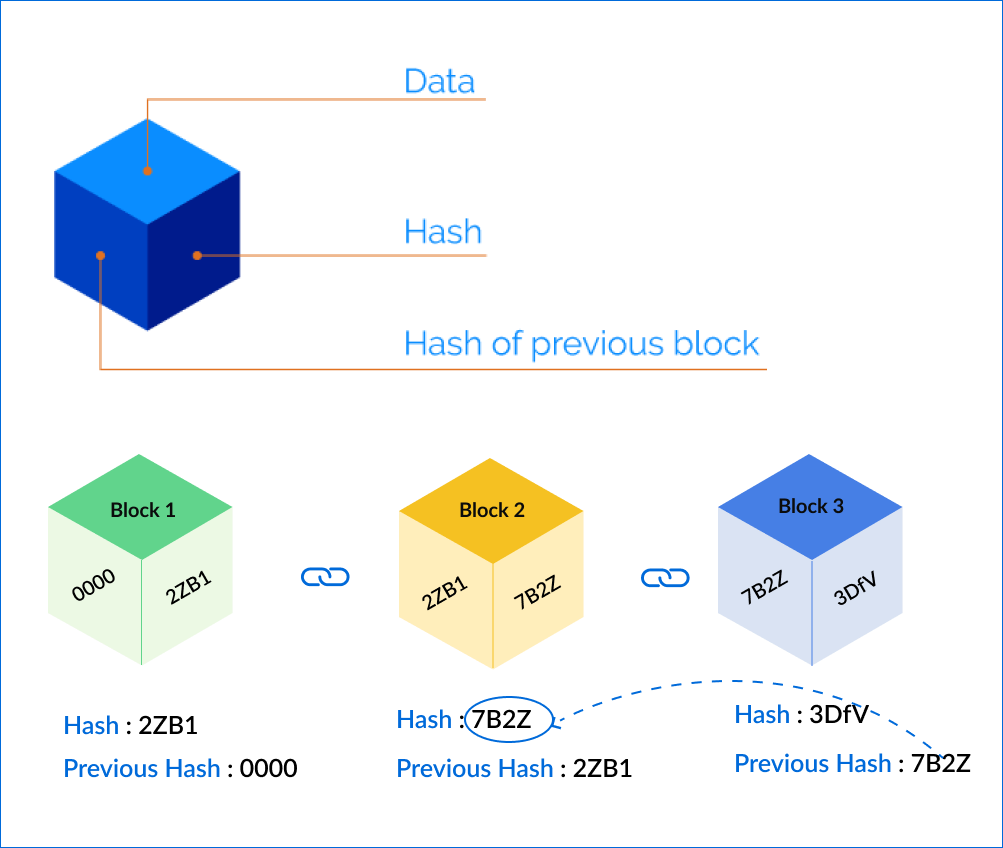 Data
Hash
Hash of previous block
Block 1
0000 2ZB1
Block 2
2ZB1 7B2Z
Block 3
7B2Z 3DfV
Hash : 2ZB1
Previous Hash : 0000
Hash : 7B2Z
Previous Hash : 2ZB1
Hash : 3DfV
Previous Hash : 7B2Z